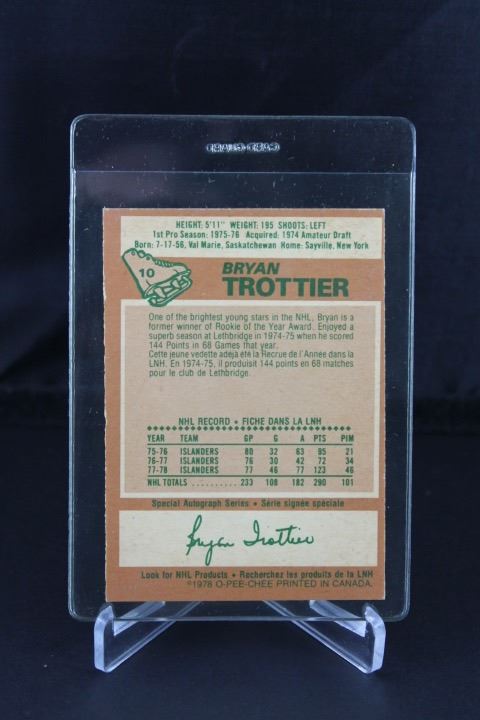 HEIGHT: 5'11" WEIGHT: 195 SHOOTS: LEFT
1st Pro Season: 1975-76 Acquired: 1974 Amateur Draft
Born: 7-17-56, Val Marie, Saskatchewan Home: Sayville, New York
10
BRYAN
TROTTIER
One of the brightest young stars in the NHL, Bryan is a
former winner of Rookie of the Year Award. Enjoyed a
superb season at Lethbridge in 1974-75 when he scored
144 Points in 68 Games that year.
Cette jeune vedette adejà été la Recrue de l'Année dans la
LNH. En 1974-75, il produisit 144 points en 68 matches
pour le club de Lethbridge.
NHL RECORD • FICHE DANS LA LNH
YEAR TEAM GP G A PTS PIM
75-76 ISLANDERS 80 32 63 95 21
76-77 ISLANDERS 76 30 42 72 34
77-78 ISLANDERS 77 46 77 123 46
NHL TOTALS .......... 233 108 182 290 101
Special Autograph Series • Série signée spéciale
Bryan Trottier
Look for NHL Products • Recherchez les produits de la LNH
©1978 O-PEE-CHEE PRINTED IN CANADA.